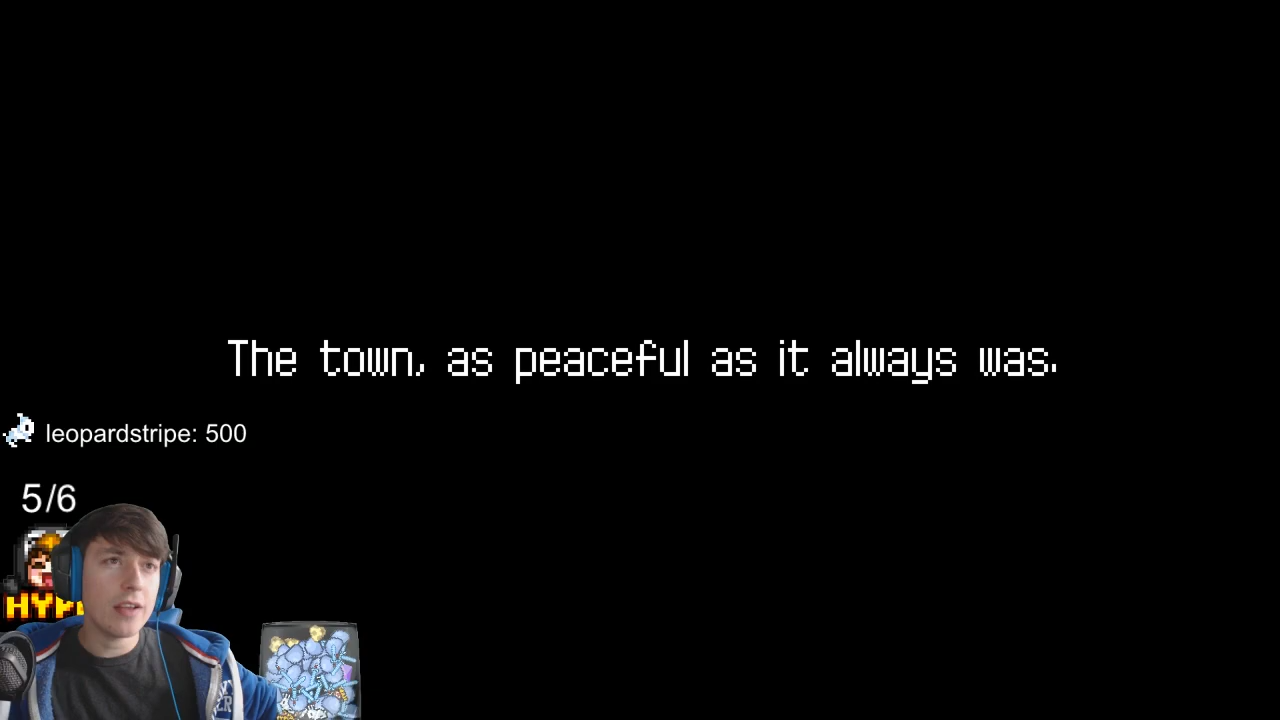 The town, as peaceful as it always was.
leopardstripe: 500
5/6